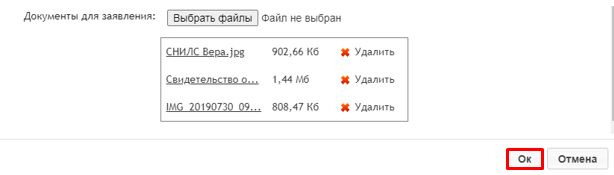 Документы для заявления: Выбрать файлы Файл не выбран
СНИЛС Вера.jpg 902,66 Кб Удалить
Свидетельство о... 1,44 Мб Удалить
IMG_20190730_09... 808,47 Кб Удалить
Ок Отмена